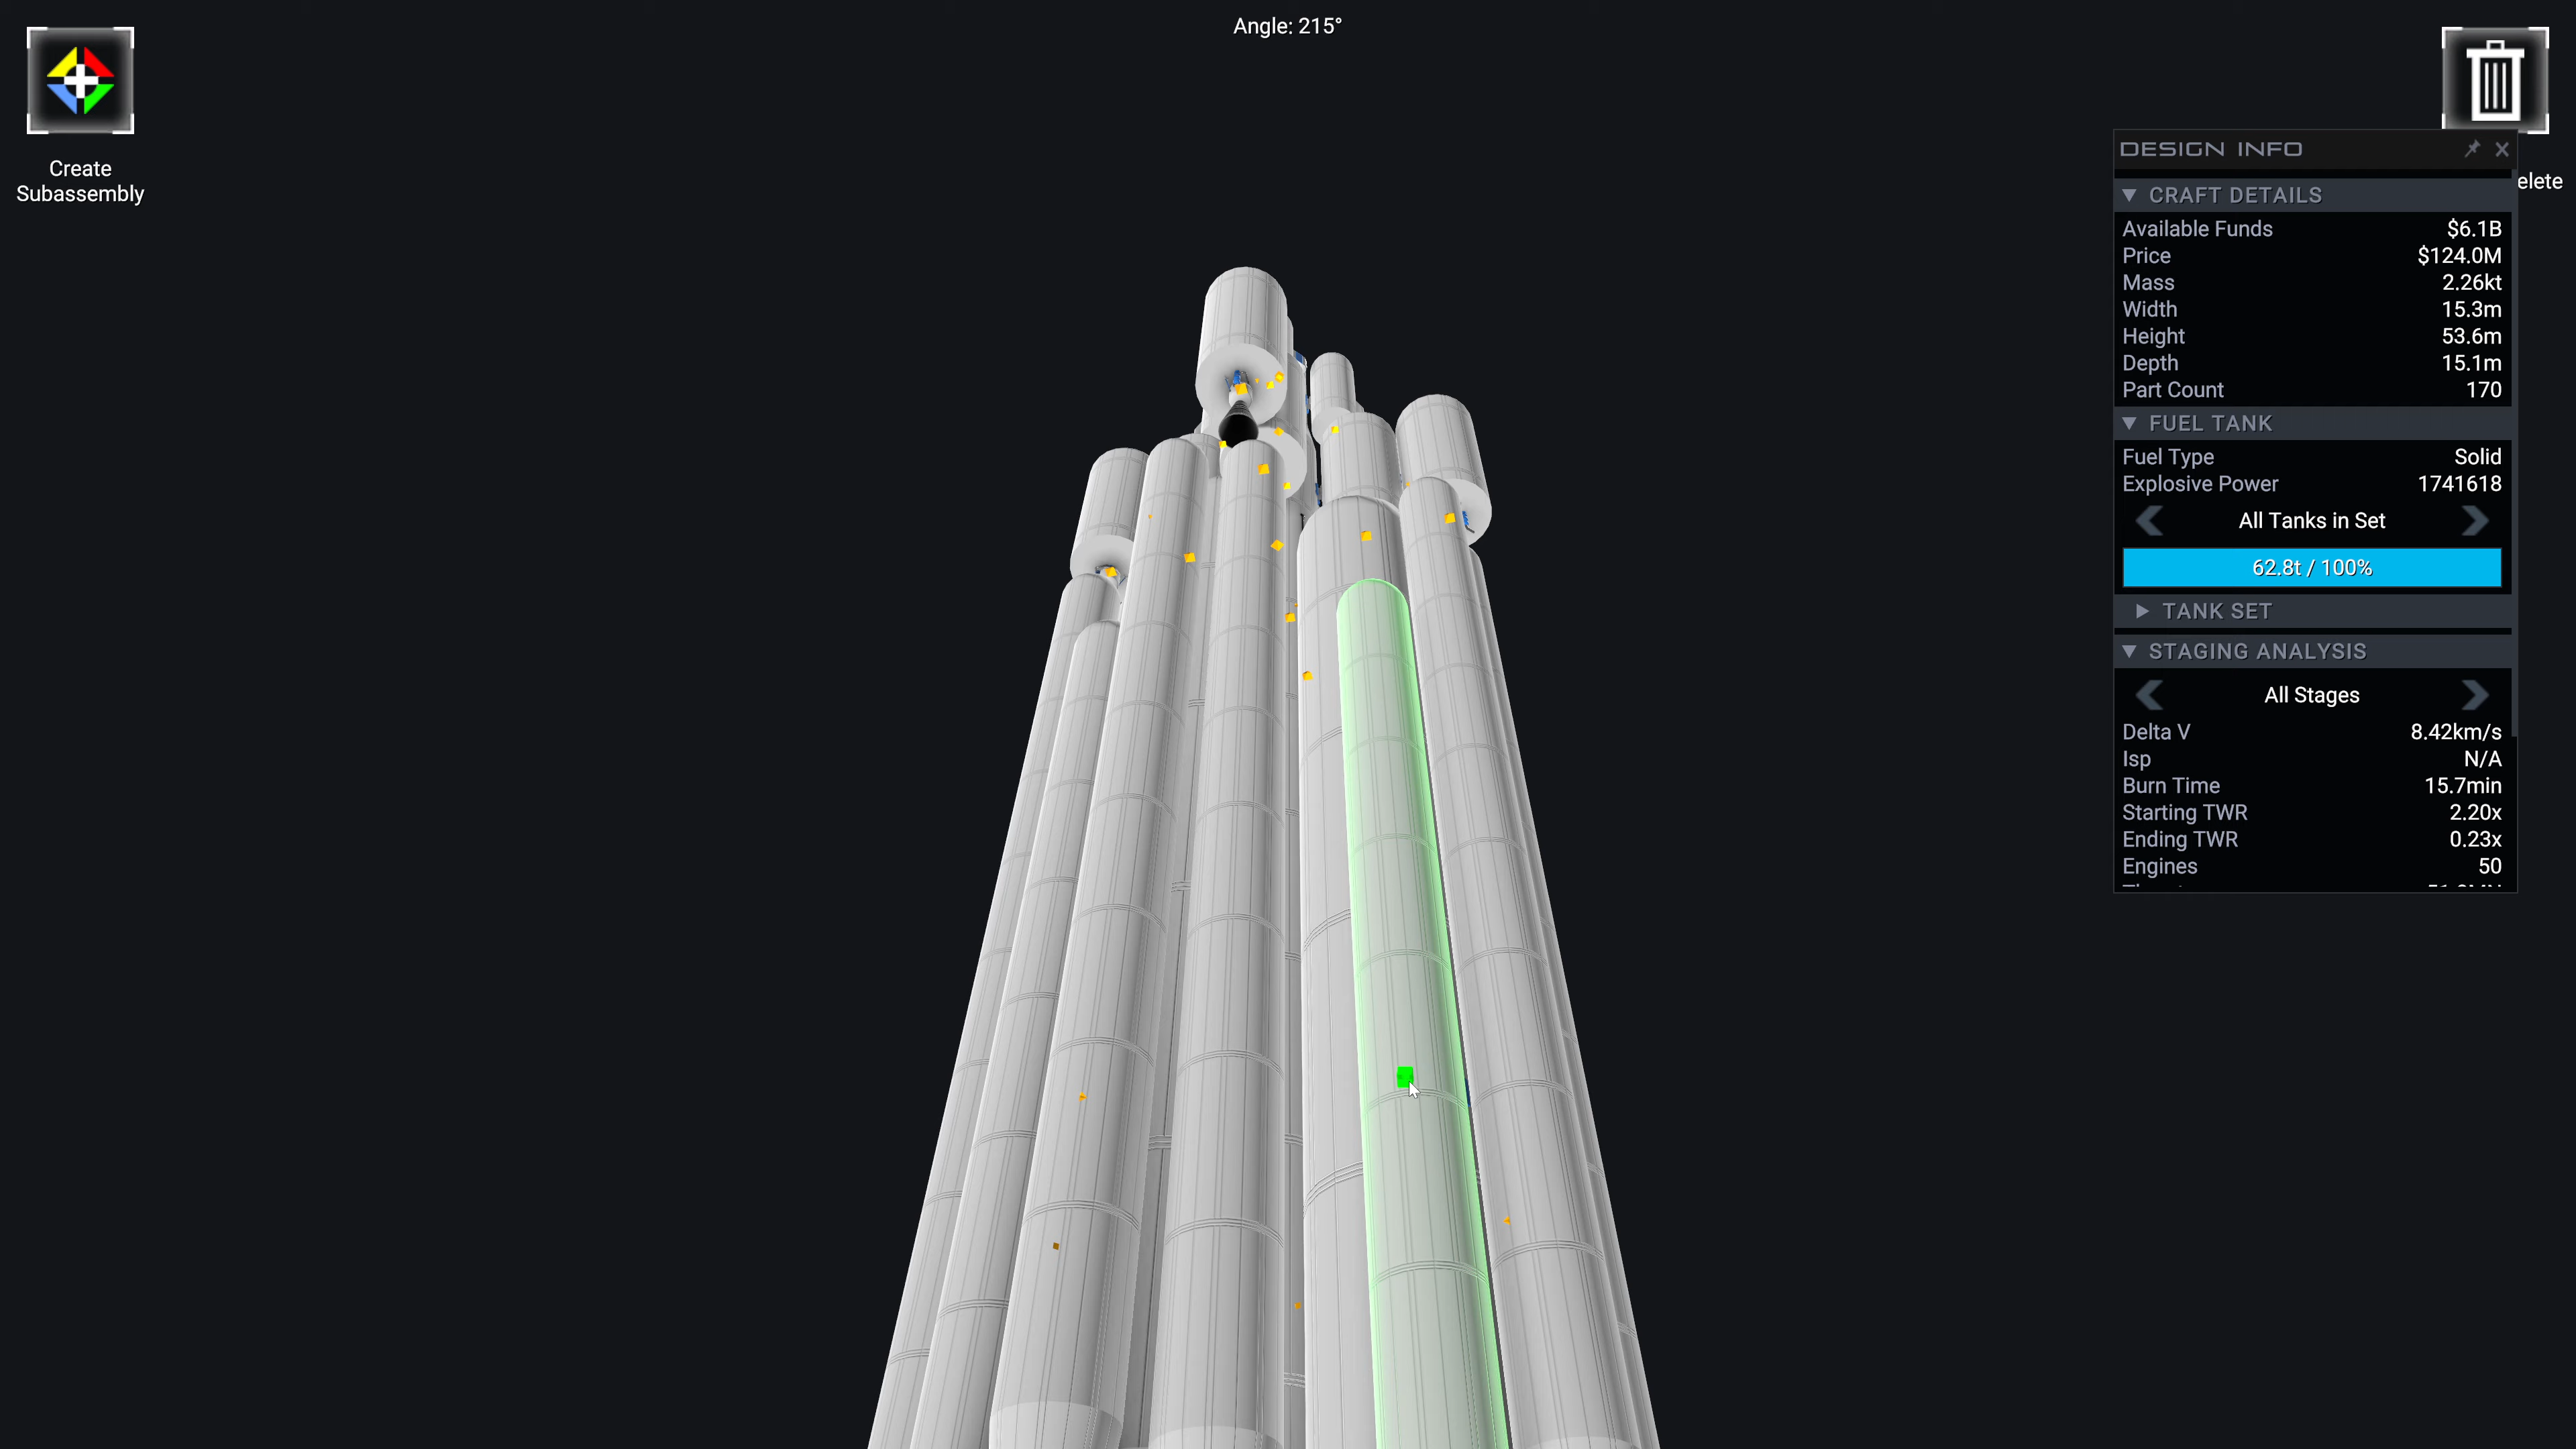 Angle: 215°
Create
Subassembly
elete
DESIGN INFO
CRAFT DETAILS
Available Funds $6.1B
Price $124.0M
Mass 2.26kt
Width 15.3m
Height 53.6m
Depth 15.1m
Part Count 170
FUEL TANK
Fuel Type Solid
Explosive Power 1741618
All Tanks in Set
62.8t / 100%
TANK SET
STAGING ANALYSIS
All Stages
Delta V 8.42km/s
Isp N/A
Burn Time 15.7min
Starting TWR 2.20x
Ending TWR 0.23x
Engines 50